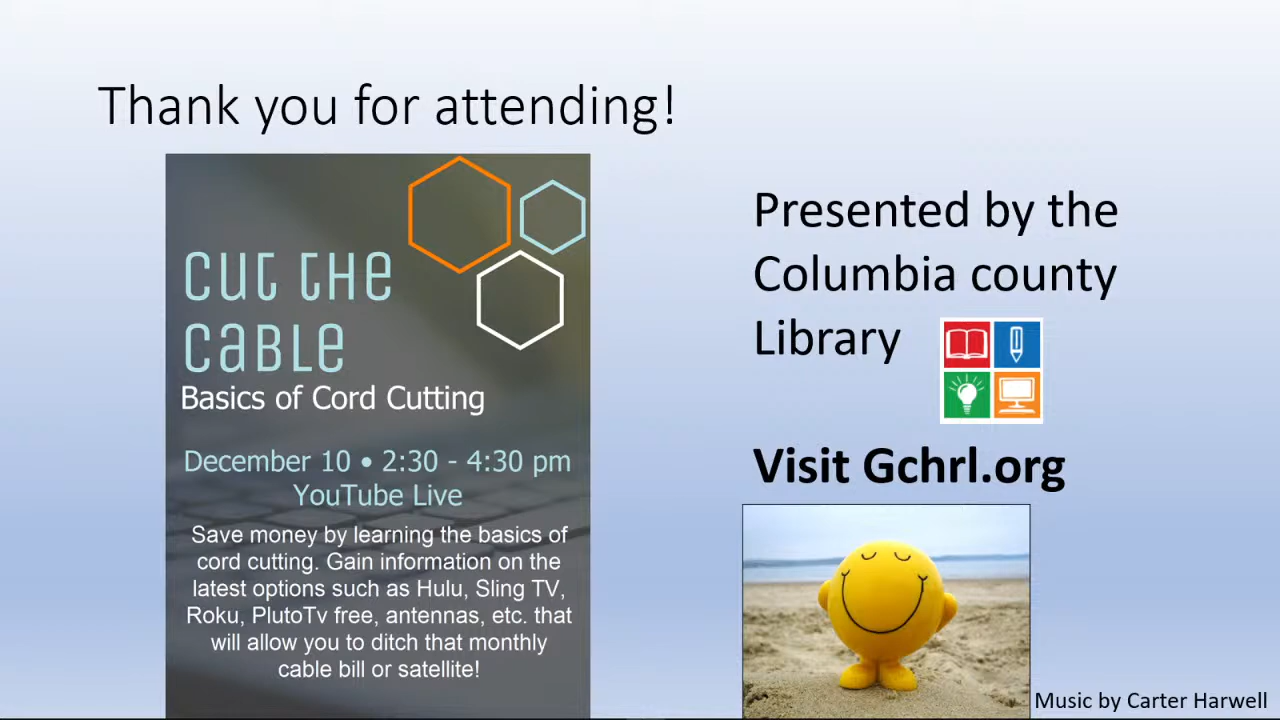 Thank you for attending!
cut the
cable
Basics of Cord Cutting
December 10 • 2:30 - 4:30 pm
YouTube Live
Save money by learning the basics of
cord cutting. Gain information on the
latest options such as Hulu, Sling TV,
Roku, PlutoTv free, antennas, etc. that
will allow you to ditch that monthly
cable bill or satellite!
Presented by the
Columbia county
Library
Visit Gchrl.org
Music by Carter Harwell